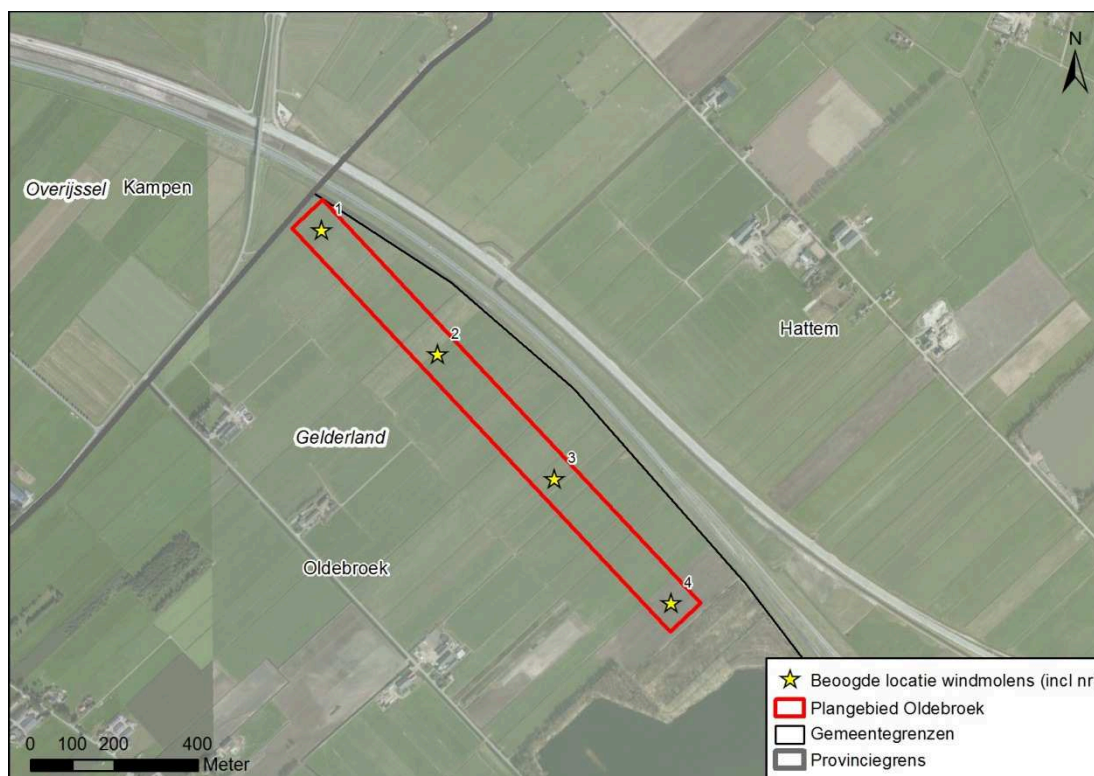 N
1
Overijssel Kampen
2
Hattem
Gelderland
3
Oldebroek
4
Beoogde locatie windmolens (incl nr
Plangebied Oldebroek
Gemeentegrenzen
Provinciegrens
0 100 200 400
Meter